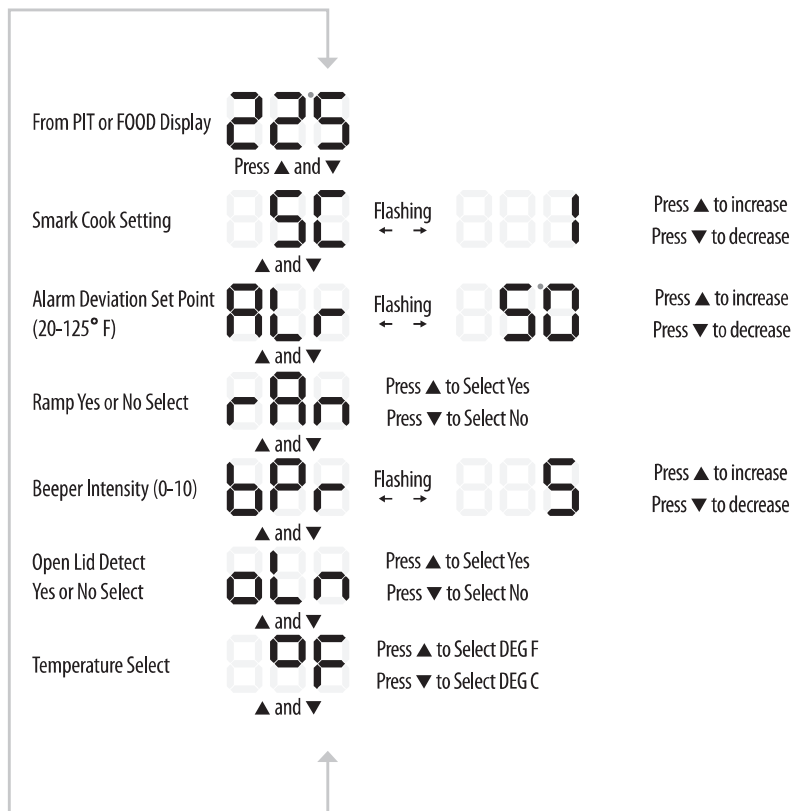 From PIT or FOOD Display 225
Press ▲ and ▼
Smark Cook Setting SC Flashing 1 Press ▲ to increase
← → Press ▼ to decrease
▲ and ▼
Alarm Deviation Set Point ALr Flashing 50 Press ▲ to increase
(20-125° F) ← → Press ▼ to decrease
▲ and ▼
Ramp Yes or No Select rAn Press ▲ to Select Yes
Press ▼ to Select No
▲ and ▼
Beeper Intensity (0-10) bPr Flashing 5 Press ▲ to increase
← → Press ▼ to decrease
▲ and ▼
Open Lid Detect oLn Press ▲ to Select Yes
Yes or No Select Press ▼ to Select No
▲ and ▼
Temperature Select °F Press ▲ to Select DEG F
Press ▼ to Select DEG C
▲ and ▼